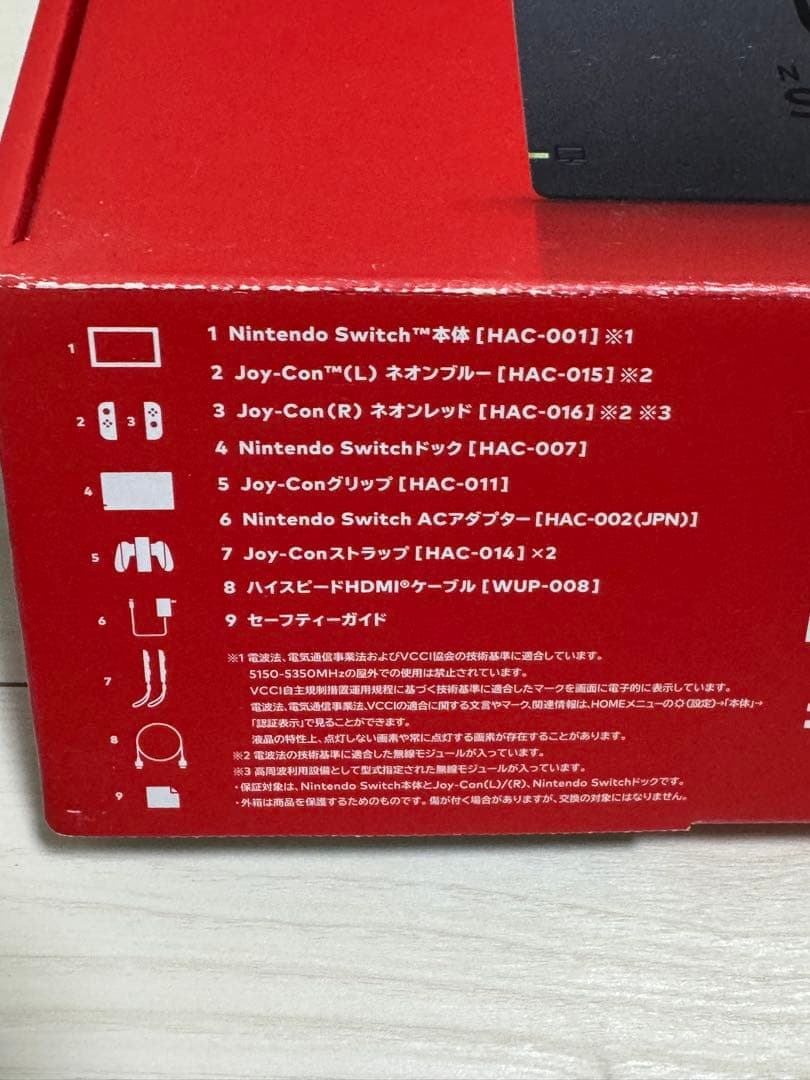 1 Nintendo Switch™本体 [HAC-001] ※1
2 Joy-Con™(L) ネオンブルー [HAC-015] ※2
3 Joy-Con(R) ネオンレッド [HAC-016] ※2 ※3
4 Nintendo Switchドック [HAC-007]
5 Joy-Conグリップ [HAC-011]
6 Nintendo Switch ACアダプター [HAC-002(JPN)]
7 Joy-Conストラップ [HAC-014] ×2
8 ハイスピードHDMI®ケーブル [WUP-008]
9 セーフティーガイド
1
2
3
4
5
6
7
8
9
※1 電波法、電気通信事業法およびVCCI協会の技術基準に適合しています。
5150-5350MHzの屋外での使用は禁止されています。
VCCI自主規制措置運用規程に基づく技術基準に適合したマークを画面に電子的に表示しています。
電波法、電気通信事業法、VCCIの適合に関する文言やマーク、関連情報は、HOMEメニューの(設定)→「本体」→
「認証表示」で見ることができます。
液晶の特性上、点灯しない画素や常に点灯する画素が存在することがあります。
※2 電波法の技術基準に適合した無線モジュールが入っています。
※3 高周波利用設備として型式指定された無線モジュールが入っています。
・保証対象は、Nintendo Switch本体とJoy-Con(L)/(R)、Nintendo Switchドックです。
・外箱は商品を保護するためのものです。傷が付く場合がありますが、交換の対象にはなりません。